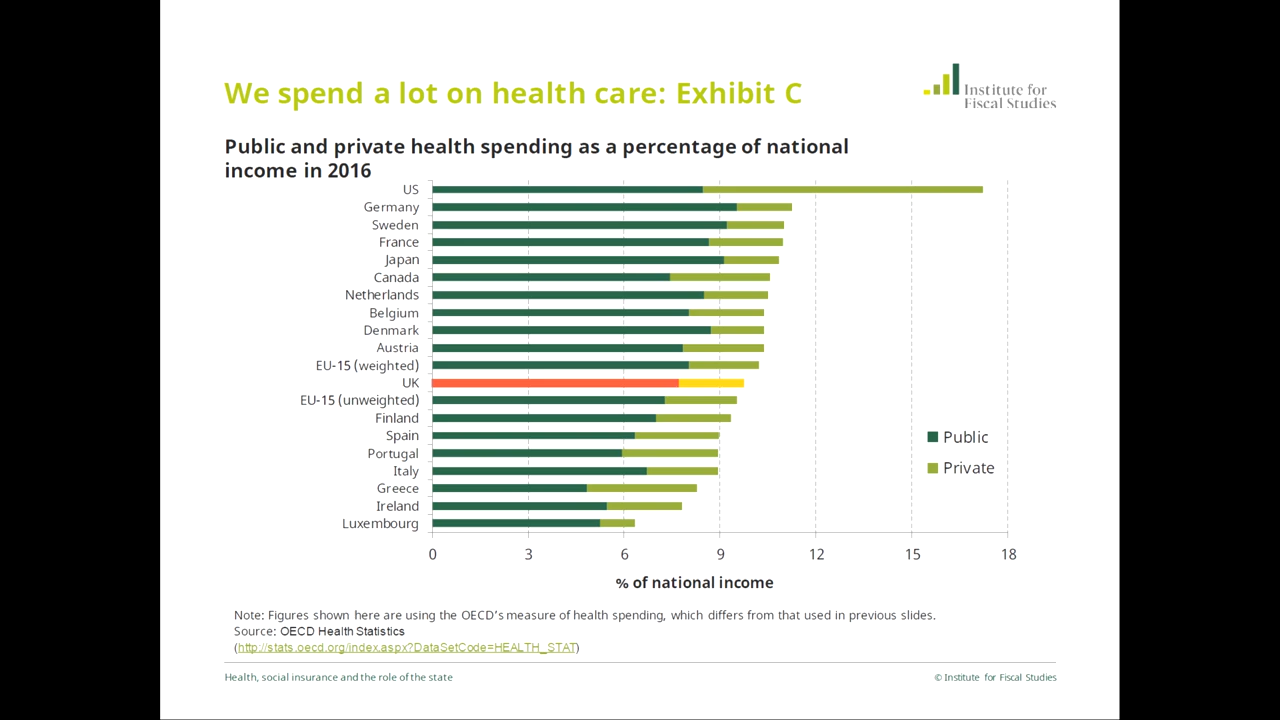 We spend a lot on health care: Exhibit C
Institute for
Fiscal Studies
Public and private health spending as a percentage of national
income in 2016
US
Germany
Sweden
France
Japan
Canada
Netherlands
Belgium
Denmark
Austria
EU-15 (weighted)
UK
EU-15 (unweighted)
Finland
Spain
Portugal
Italy
Greece
Ireland
Luxembourg
Public
Private
0 3 6 9 12 15 18
% of national income
Note: Figures shown here are using the OECD's measure of health spending, which differs from that used in previous slides.
Source: OECD Health Statistics
(http://stats.oecd.org/index.aspx?DataSetCode=HEALTH_STAT)
Health, social insurance and the role of the state
© Institute for Fiscal Studies